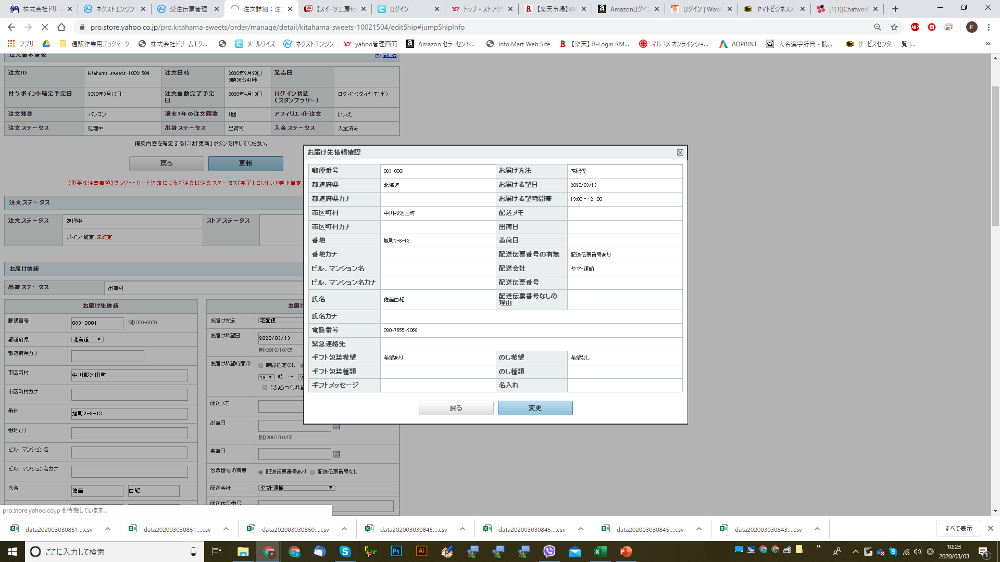 株式会社ドリーム
ネクストエンジン
受注伝票管理
注文詳細：注
【スイーツ工房fo
ログイン
トップ - ストアクリ
【楽天市場】RM
Amazonログイン
ログイン | Wow!
ヤマトビジネスメ
[1(1)]Chatwork
pro.store.yahoo.co.jp/pro.kitahama-sweets/order/manage/detail/kitahama-sweets-10021504/editShip#jumpShipInfo
アプリ
通販作業用ブックマーク
株式会社ドリームエク...
メールワイズ
ネクストエンジン
yahoo管理画面
Amazon セラーセント...
Info Mart Web Site
【楽天】R-Login RM...
マルコメ オンラインショ...
ADPRINT
人名漢字辞典 - 読...
サービスセンター一覧 |...
注文基本情報 閉じる
注文ID kitahama-sweets-10021504 注文日時 2020年2月28日 9時36分41秒 発売日
付与ポイント確定予定日 2020年3月13日 注文自動完了予定日 2020年4月13日 ログイン状態（スタンプラリー） ログイン(ダイヤモンド)
注文媒体 パソコン 過去1年の注文回数 1回 アフィリエイト注文 いいえ
注文ステータス 処理中 出荷ステータス 出荷可 入金ステータス 入金済み
編集内容を確定するには「更新」ボタンを押してください。
戻る 更新
【重要な注意事項】クレジットカード決済によるご注文は注文ステータス「完了」にしないと売上確定
注文ステータス
注文ステータス 処理中 ストアステータス
ポイント確定:未確定
お届け情報
出荷ステータス 出荷可
お届け先情報
郵便番号 083-0001 例)000-0000
都道府県 北海道
都道府県カナ
市区町村 中川郡池田町
市区町村カナ
番地 旭町2-8-13
番地カナ
ビル、マンション名
ビル、マンション名カナ
氏名 佐藤 由紀
お届け
お届け方法 宅配便
お届け希望日 2020/03/13
例)2010/10/05
お届け希望時間帯 時間指定なし
19 時 ～ 2
「きょうつく」希望
配送メモ
出荷日
例)2010/10/05
着荷日
伝票番号の有無 配送伝票番号あり 配送伝票番号なし
配送会社 ヤマト運輸
配送伝票番号
お届け先情報確認
郵便番号 083-0001 お届け方法 宅配便
都道府県 北海道 お届け希望日 2020/03/13
都道府県カナ お届け希望時間帯 19:00 ～ 21:00
市区町村 中川郡池田町 配送メモ
市区町村カナ 出荷日
番地 旭町2-8-13 着荷日
番地カナ 配送伝票番号の有無 配送伝票番号あり
ビル、マンション名 配送会社 ヤマト運輸
ビル、マンション名カナ 配送伝票番号
氏名 佐藤由紀 配送伝票番号なしの理由
氏名カナ
電話番号 090-7655-2068
緊急連絡先
ギフト包装希望 希望あり のし希望 希望なし
ギフト包装種類 のし種類
ギフトメッセージ 名入れ
戻る 変更
pro.store.yahoo.co.jp を待機しています...
data202003030851....csv
data202003030851....csv
data202003030850....csv
data202003030845....csv
data202003030845....csv
data202003030845....csv
data202003030843....csv
すべて表示
ここに入力して検索
10:23
2020/03/03